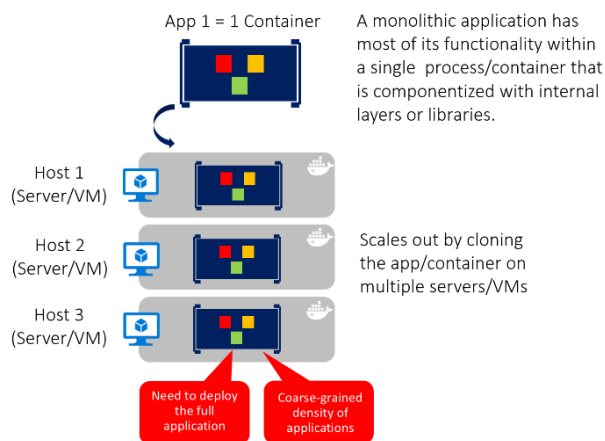 App 1 = 1 Container
A monolithic application has
most of its functionality within
a single process/container that
is componentized with internal
layers or libraries.
Host 1
(Server/VM)
Host 2
(Server/VM)
Scales out by cloning
the app/container on
multiple servers/VMs
Host 3
(Server/VM)
Need to deploy
the full
application
Coarse-grained
density of
applications